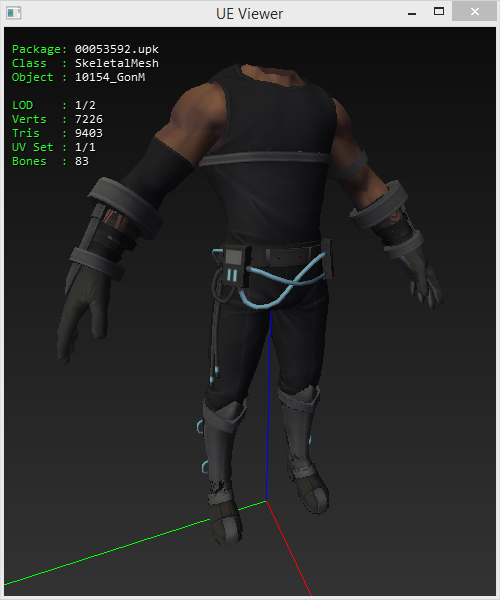 UE Viewer
Package: 00053592.upk
Class  : SkeletalMesh
Object : 10154_GonM
LOD    : 1/2
Verts  : 7226
Tris   : 9403
UV Set : 1/1
Bones  : 83